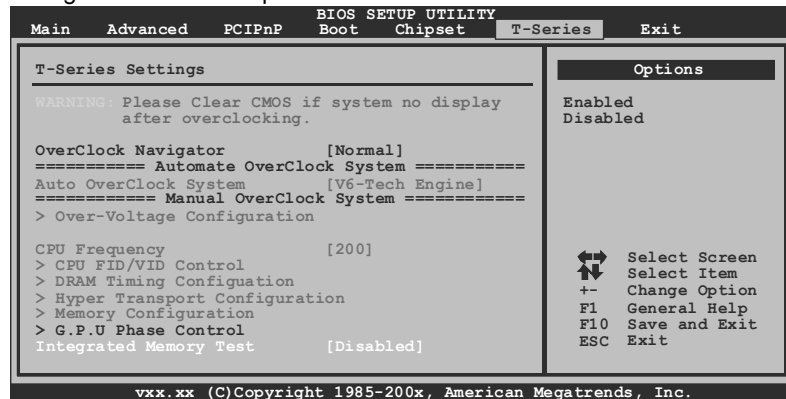 BIOS SETUP UTILITY
Main Advanced PCIPnP Boot Chipset T-Series Exit
T-Series Settings
WARNING: Please Clear CMOS if system no display
after overclocking.
OverClock Navigator [Normal]
=========== Automate OverClock System ===========
Auto OverClock System [V6-Tech Engine]
============ Manual OverClock System ============
> Over-Voltage Configuration
CPU Frequency [200]
> CPU FID/VID Control
> DRAM Timing Configuation
> Hyper Transport Configuration
> Memory Configuration
> G.P.U Phase Control
Integrated Memory Test [Disabled]
Options
Enabled
Disabled
Select Screen
Select Item
+- Change Option
F1 General Help
F10 Save and Exit
ESC Exit
vxx.xx (C)Copyright 1985-200x, American Megatrends, Inc.